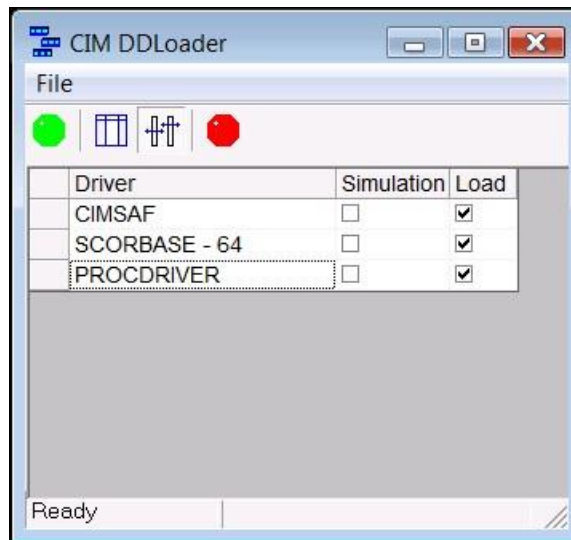 CIM DDLoader
File
Driver Simulation Load
CIMSAF
SCORBASE - 64
PROCDRIVER
Ready